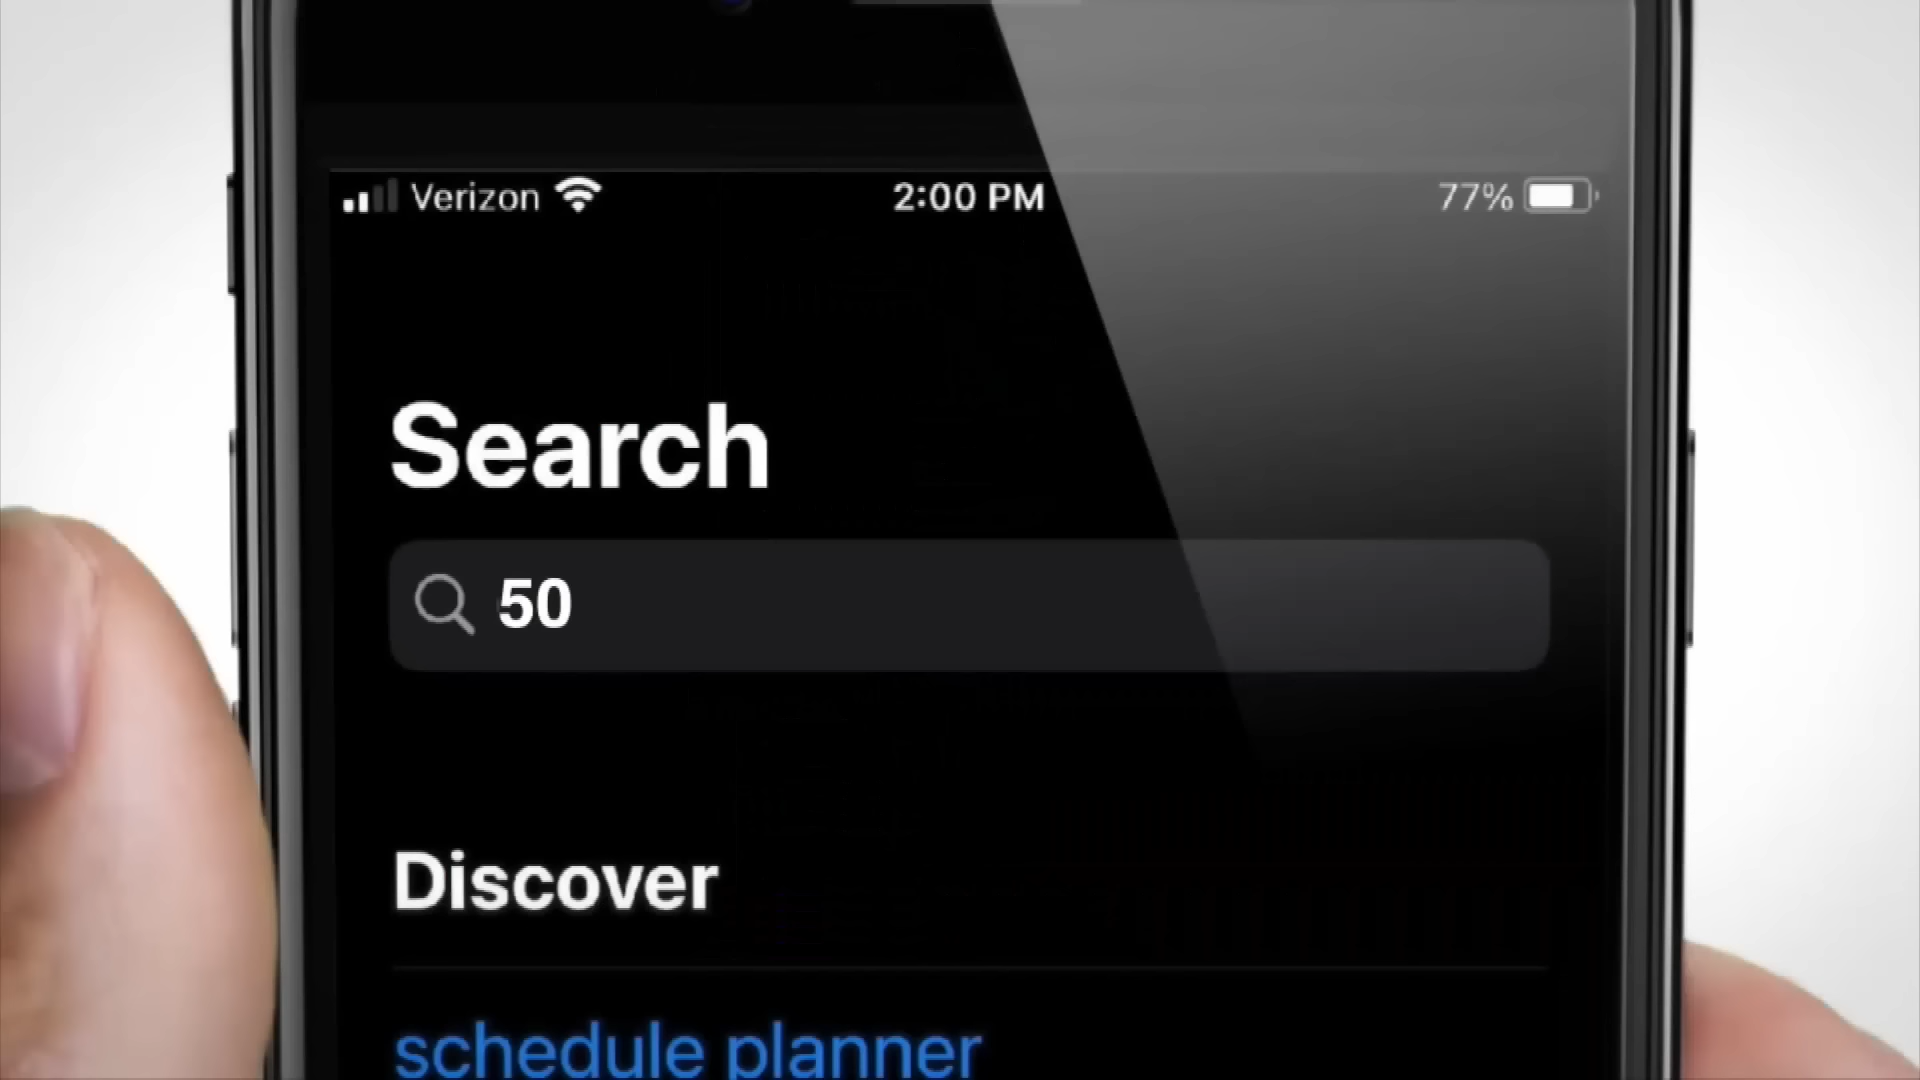 Verizon 2:00 PM 77%
Search
50
Discover
schedule planner